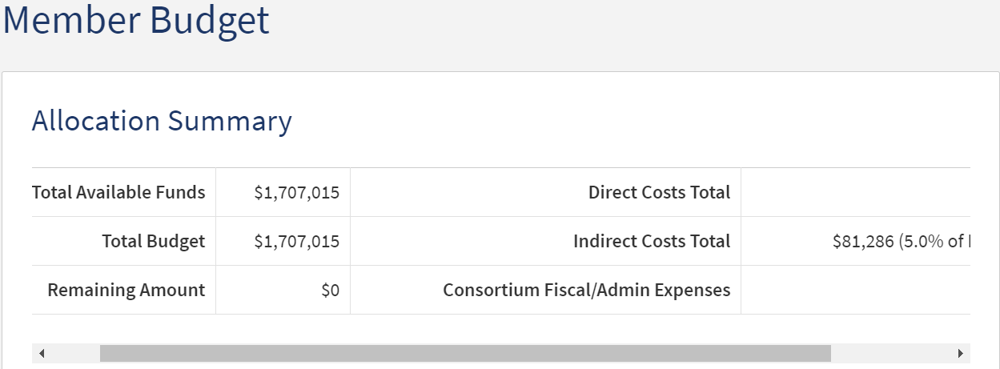 Member Budget
Allocation Summary
Total Available Funds $1,707,015 Direct Costs Total
Total Budget $1,707,015 Indirect Costs Total $81,286 (5.0% of
Remaining Amount $0 Consortium Fiscal/Admin Expenses